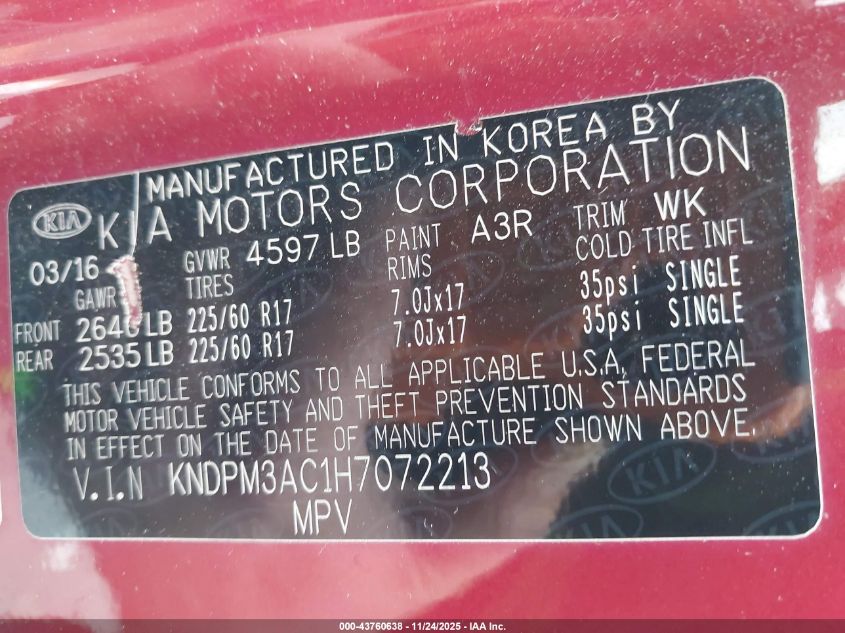 MANUFACTURED IN KOREA BY
KIA KIA MOTORS CORPORATION
03/16 GVWR 4597 LB PAINT A3R TRIM WK
GAWR TIRES RIMS COLD TIRE INFL
FRONT 2646 LB 225/60 R17 7.0Jx17 35psi SINGLE
REAR 2535 LB 225/60 R17 7.0Jx17 35psi SINGLE
THIS VEHICLE CONFORMS TO ALL APPLICABLE U.S.A. FEDERAL
MOTOR VEHICLE SAFETY AND THEFT PREVENTION STANDARDS
IN EFFECT ON THE DATE OF MANUFACTURE SHOWN ABOVE.
V.I.N KNDPM3AC1H7072213
MPV
000-43760638 - 11/24/2025 - IAA Inc.